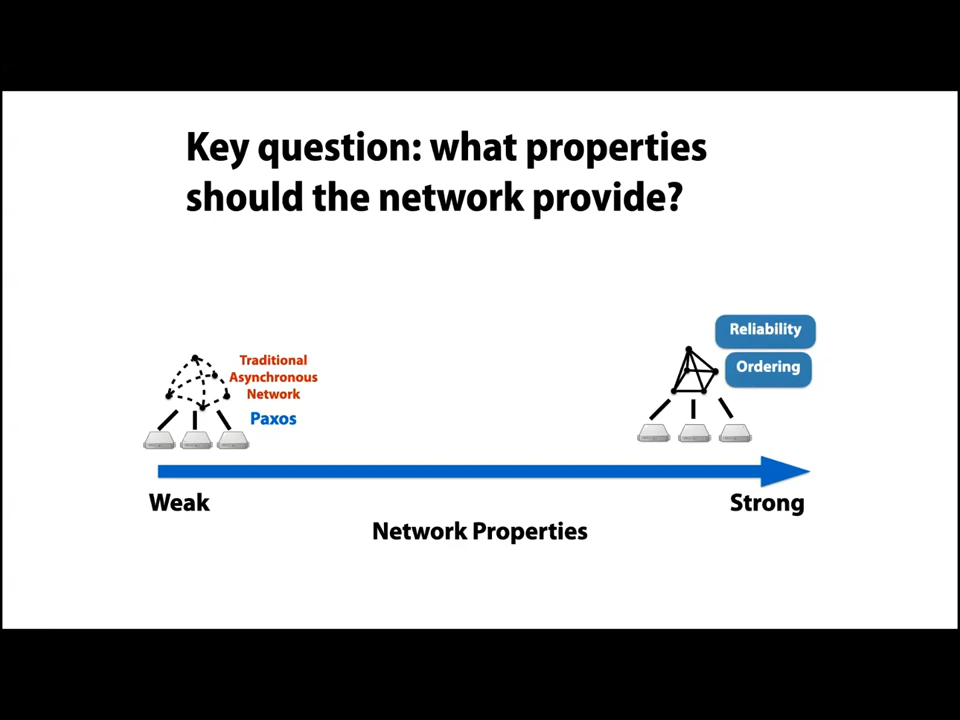 Key question: what properties
should the network provide?
Reliability
Ordering
Traditional
Asynchronous
Network
Paxos
Weak
Strong
Network Properties